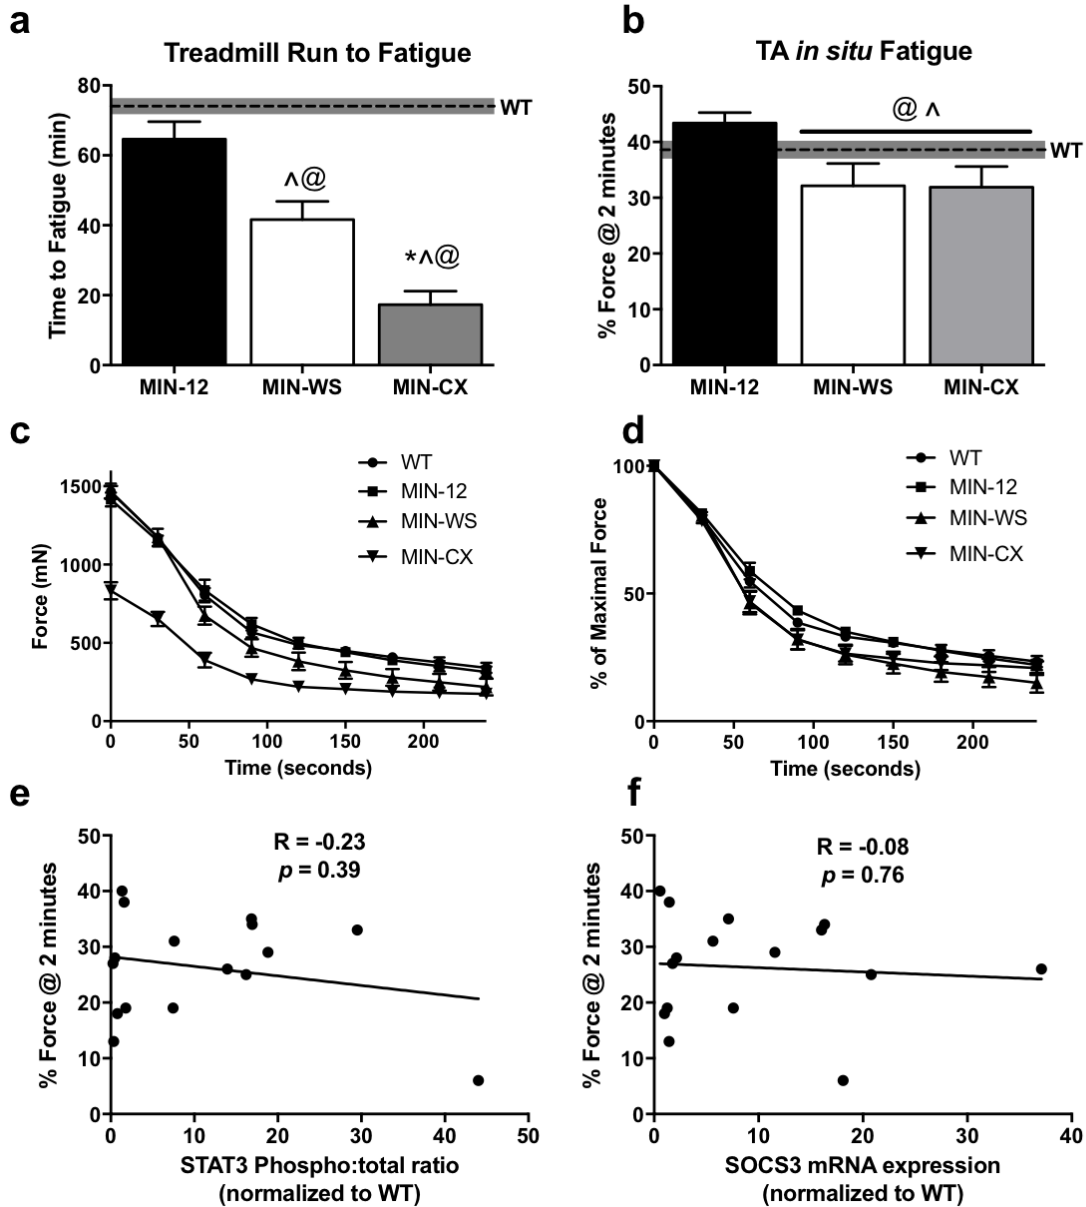 a
Treadmill Run to Fatigue
Time to Fatigue (min)
80
60
40
20
0
WT
^@
*^@
MIN-12
MIN-WS
MIN-CX
b
TA in situ Fatigue
% Force @ 2 minutes
50
40
30
20
10
0
@ ^
WT
MIN-12
MIN-WS
MIN-CX
c
Force (mN)
1500
1000
500
0
WT
MIN-12
MIN-WS
MIN-CX
0
50
100
150
200
Time (seconds)
d
% of Maximal Force
100
50
0
WT
MIN-12
MIN-WS
MIN-CX
0
50
100
150
200
Time (seconds)
e
% Force @ 2 minutes
50
40
30
20
10
0
R = -0.23
p = 0.39
0
10
20
30
40
50
STAT3 Phospho:total ratio
(normalized to WT)
f
% Force @ 2 minutes
50
40
30
20
10
0
R = -0.08
p = 0.76
0
10
20
30
40
SOCS3 mRNA expression
(normalized to WT)